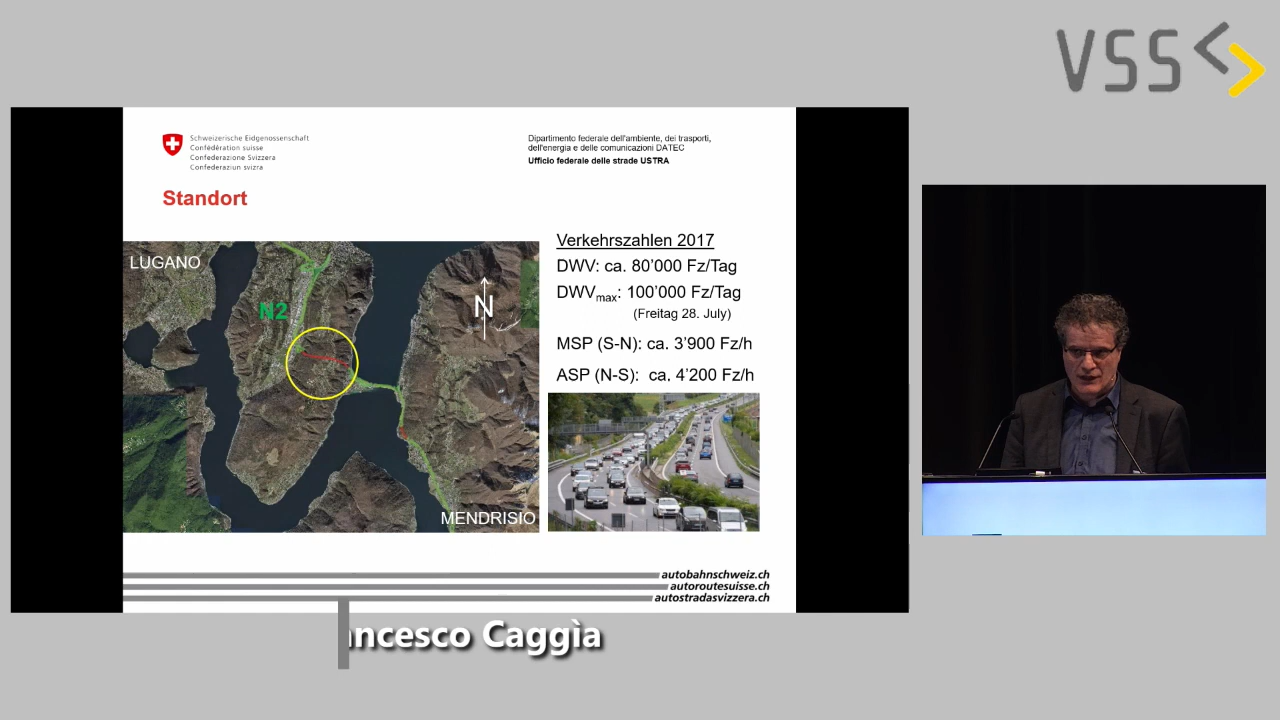 VSS
Schweizerische Eidgenossenschaft
Confédération suisse
Confederazione Svizzera
Confederaziun svizra
Dipartimento federale dell'ambiente, dei trasporti,
dell'energia e delle comunicazioni DATEC
Ufficio federale delle strade USTRA
Standort
LUGANO
N2
N
MENDRISIO
Verkehrszahlen 2017
DWV: ca. 80’000 Fz/Tag
DWVmax: 100’000 Fz/Tag
(Freitag 28. July)
MSP (S-N): ca. 3’900 Fz/h
ASP (N-S): ca. 4’200 Fz/h
autobahnschweiz.ch
autoroutesuisse.ch
autostradasvizzera.ch
ncesco Caggìa